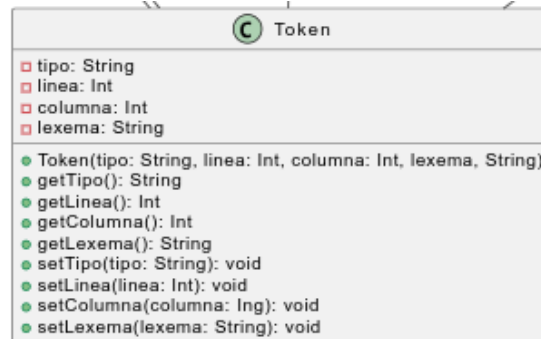 C Token
tipo: String
linea: Int
columna: Int
lexema: String
Token(tipo: String, linea: Int, columna: Int, lexema, String)
getTipo(): String
getLinea(): Int
getColumna(): Int
getLexema(): String
setTipo(tipo: String): void
setLinea(linea: Int): void
setColumna(columna: Ing): void
setLexema(lexema: String): void